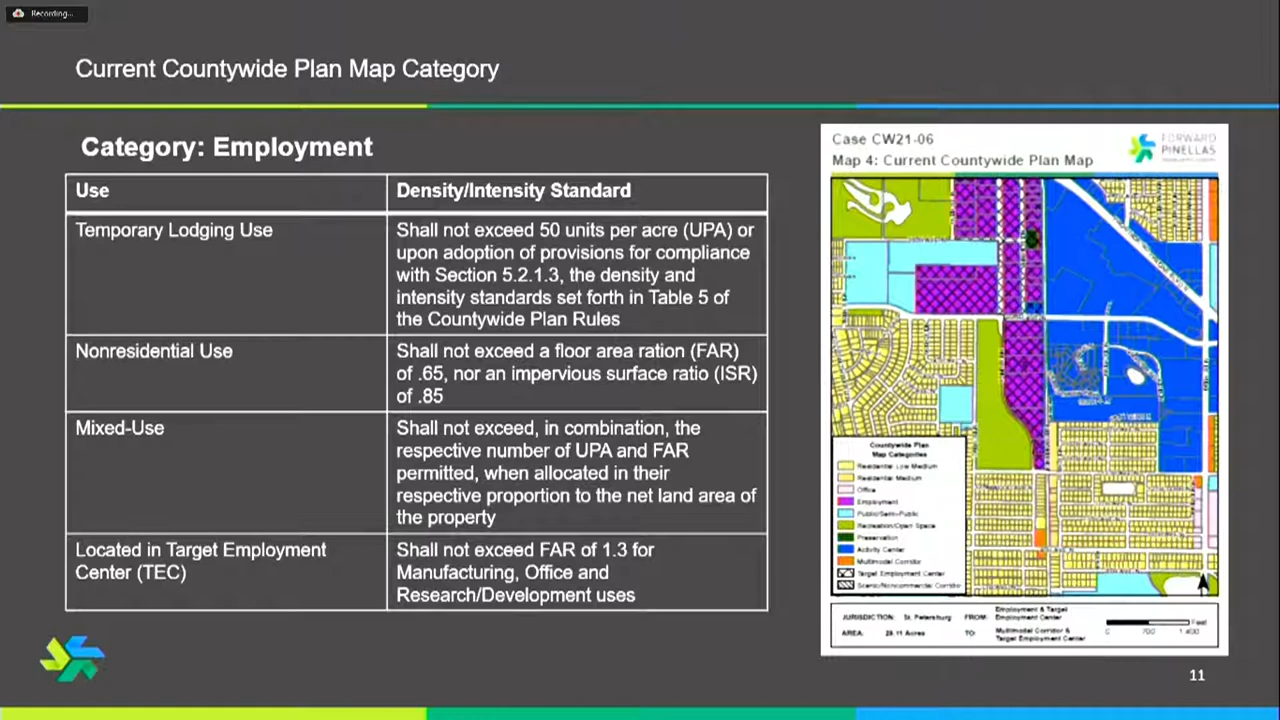 Recording...
Current Countywide Plan Map Category
Category: Employment
Use
Density/Intensity Standard
Temporary Lodging Use
Shall not exceed 50 units per acre (UPA) or
upon adoption of provisions for compliance
with Section 5.2.1.3, the density and
intensity standards set forth in Table 5 of
the Countywide Plan Rules
Nonresidential Use
Shall not exceed a floor area ration (FAR)
of .65, nor an impervious surface ratio (ISR)
of .85
Mixed-Use
Shall not exceed, in combination, the
respective number of UPA and FAR
permitted, when allocated in their
respective proportion to the net land area of
the property
Located in Target Employment
Center (TEC)
Shall not exceed FAR of 1.3 for
Manufacturing, Office and
Research/Development uses
Case CW21-06
Map 4: Current Countywide Plan Map
FORWARD
PINELLAS
Countywide Plan
Map Categories
Residential Low Medium
Residential Medium
Office
Employment
Public/Semi-Public
Recreation/Open Space
Preservation
Activity Center
Multimodal Corridor
Target Employment Center
Scenic/Noncommercial Corridor
JURISDICTION: St. Petersburg
AREA: 28.11 Acres
FROM: Employment & Target
Employment Center
TO: Multimodal Corridor &
Target Employment Center
Feet
0 700 1,400
11